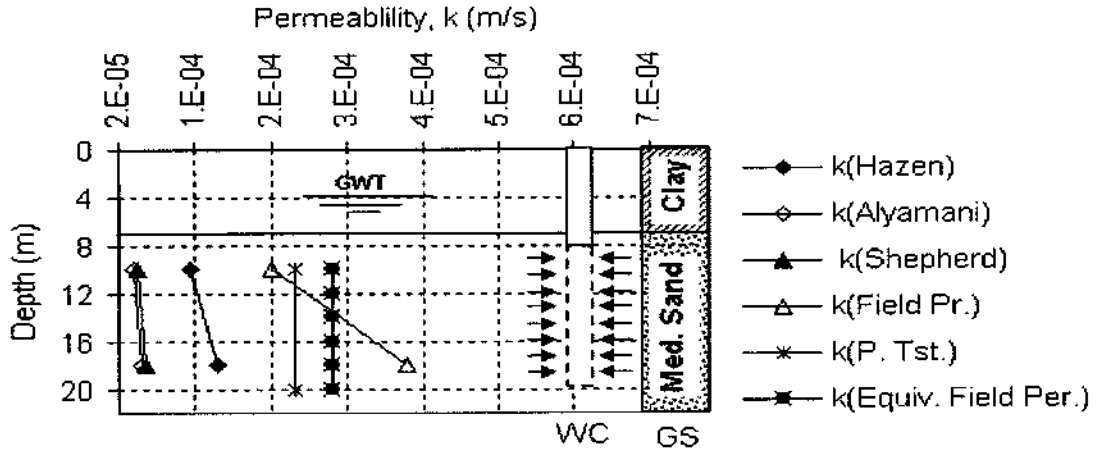 Permeablility, k (m/s)
2.E-05 1.E-04 2.E-04 3.E-04 4.E-04 5.E-04 6.E-04 7.E-04
Depth (m)
0
4
8
12
16
20
GWT
Clay
Med. Sand
WC GS
k(Hazen)
k(Alyamani)
k(Shepherd)
k(Field Pr.)
k(P. Tst.)
k(Equiv. Field Per.)